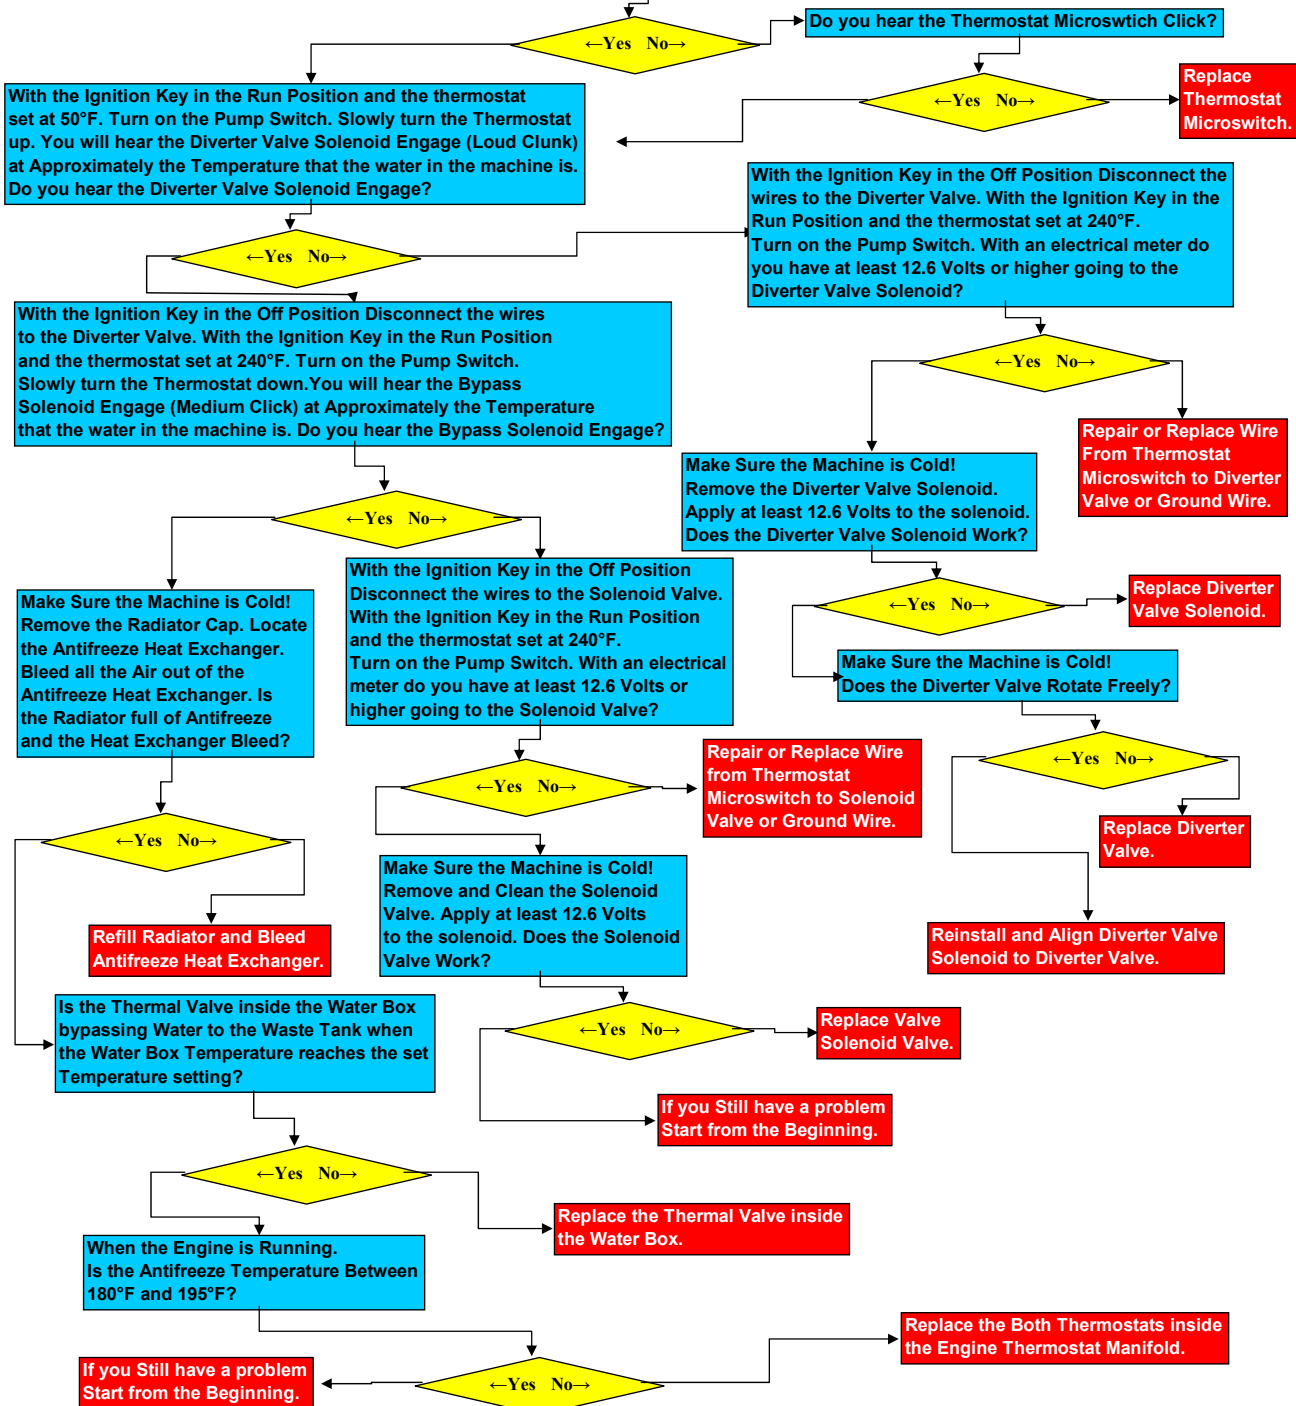 ←Yes No→
Do you hear the Thermostat Microswtich Click?
←Yes No→
Replace
Thermostat
Microswitch.
With the Ignition Key in the Run Position and the thermostat
set at 50°F. Turn on the Pump Switch. Slowly turn the Thermostat
up. You will hear the Diverter Valve Solenoid Engage (Loud Clunk)
at Approximately the Temperature that the water in the machine is.
Do you hear the Diverter Valve Solenoid Engage?
With the Ignition Key in the Off Position Disconnect the
wires to the Diverter Valve. With the Ignition Key in the
Run Position and the thermostat set at 240°F.
Turn on the Pump Switch. With an electrical meter do
you have at least 12.6 Volts or higher going to the
Diverter Valve Solenoid?
←Yes No→
With the Ignition Key in the Off Position Disconnect the wires
to the Diverter Valve. With the Ignition Key in the Run Position
and the thermostat set at 240°F. Turn on the Pump Switch.
Slowly turn the Thermostat down.You will hear the Bypass
Solenoid Engage (Medium Click) at Approximately the Temperature
that the water in the machine is. Do you hear the Bypass Solenoid Engage?
←Yes No→
Repair or Replace Wire
From Thermostat
Microswitch to Diverter
Valve or Ground Wire.
Make Sure the Machine is Cold!
Remove the Diverter Valve Solenoid.
Apply at least 12.6 Volts to the solenoid.
Does the Diverter Valve Solenoid Work?
←Yes No→
With the Ignition Key in the Off Position
Disconnect the wires to the Solenoid Valve.
With the Ignition Key in the Run Position
and the thermostat set at 240°F.
Turn on the Pump Switch. With an electrical
meter do you have at least 12.6 Volts or
higher going to the Solenoid Valve?
←Yes No→
Replace Diverter
Valve Solenoid.
Make Sure the Machine is Cold!
Remove the Radiator Cap. Locate
the Antifreeze Heat Exchanger.
Bleed all the Air out of the
Antifreeze Heat Exchanger. Is
the Radiator full of Antifreeze
and the Heat Exchanger Bleed?
Make Sure the Machine is Cold!
Does the Diverter Valve Rotate Freely?
←Yes No→
←Yes No→
Repair or Replace Wire
from Thermostat
Microswitch to Solenoid
Valve or Ground Wire.
Replace Diverter
Valve.
←Yes No→
Make Sure the Machine is Cold!
Remove and Clean the Solenoid
Valve. Apply at least 12.6 Volts
to the solenoid. Does the Solenoid
Valve Work?
Refill Radiator and Bleed
Antifreeze Heat Exchanger.
Reinstall and Align Diverter Valve
Solenoid to Diverter Valve.
Is the Thermal Valve inside the Water Box
bypassing Water to the Waste Tank when
the Water Box Temperature reaches the set
Temperature setting?
←Yes No→
Replace Valve
Solenoid Valve.
If you Still have a problem
Start from the Beginning.
←Yes No→
Replace the Thermal Valve inside
the Water Box.
When the Engine is Running.
Is the Antifreeze Temperature Between
180°F and 195°F?
Replace the Both Thermostats inside
the Engine Thermostat Manifold.
If you Still have a problem
Start from the Beginning.
←Yes No→